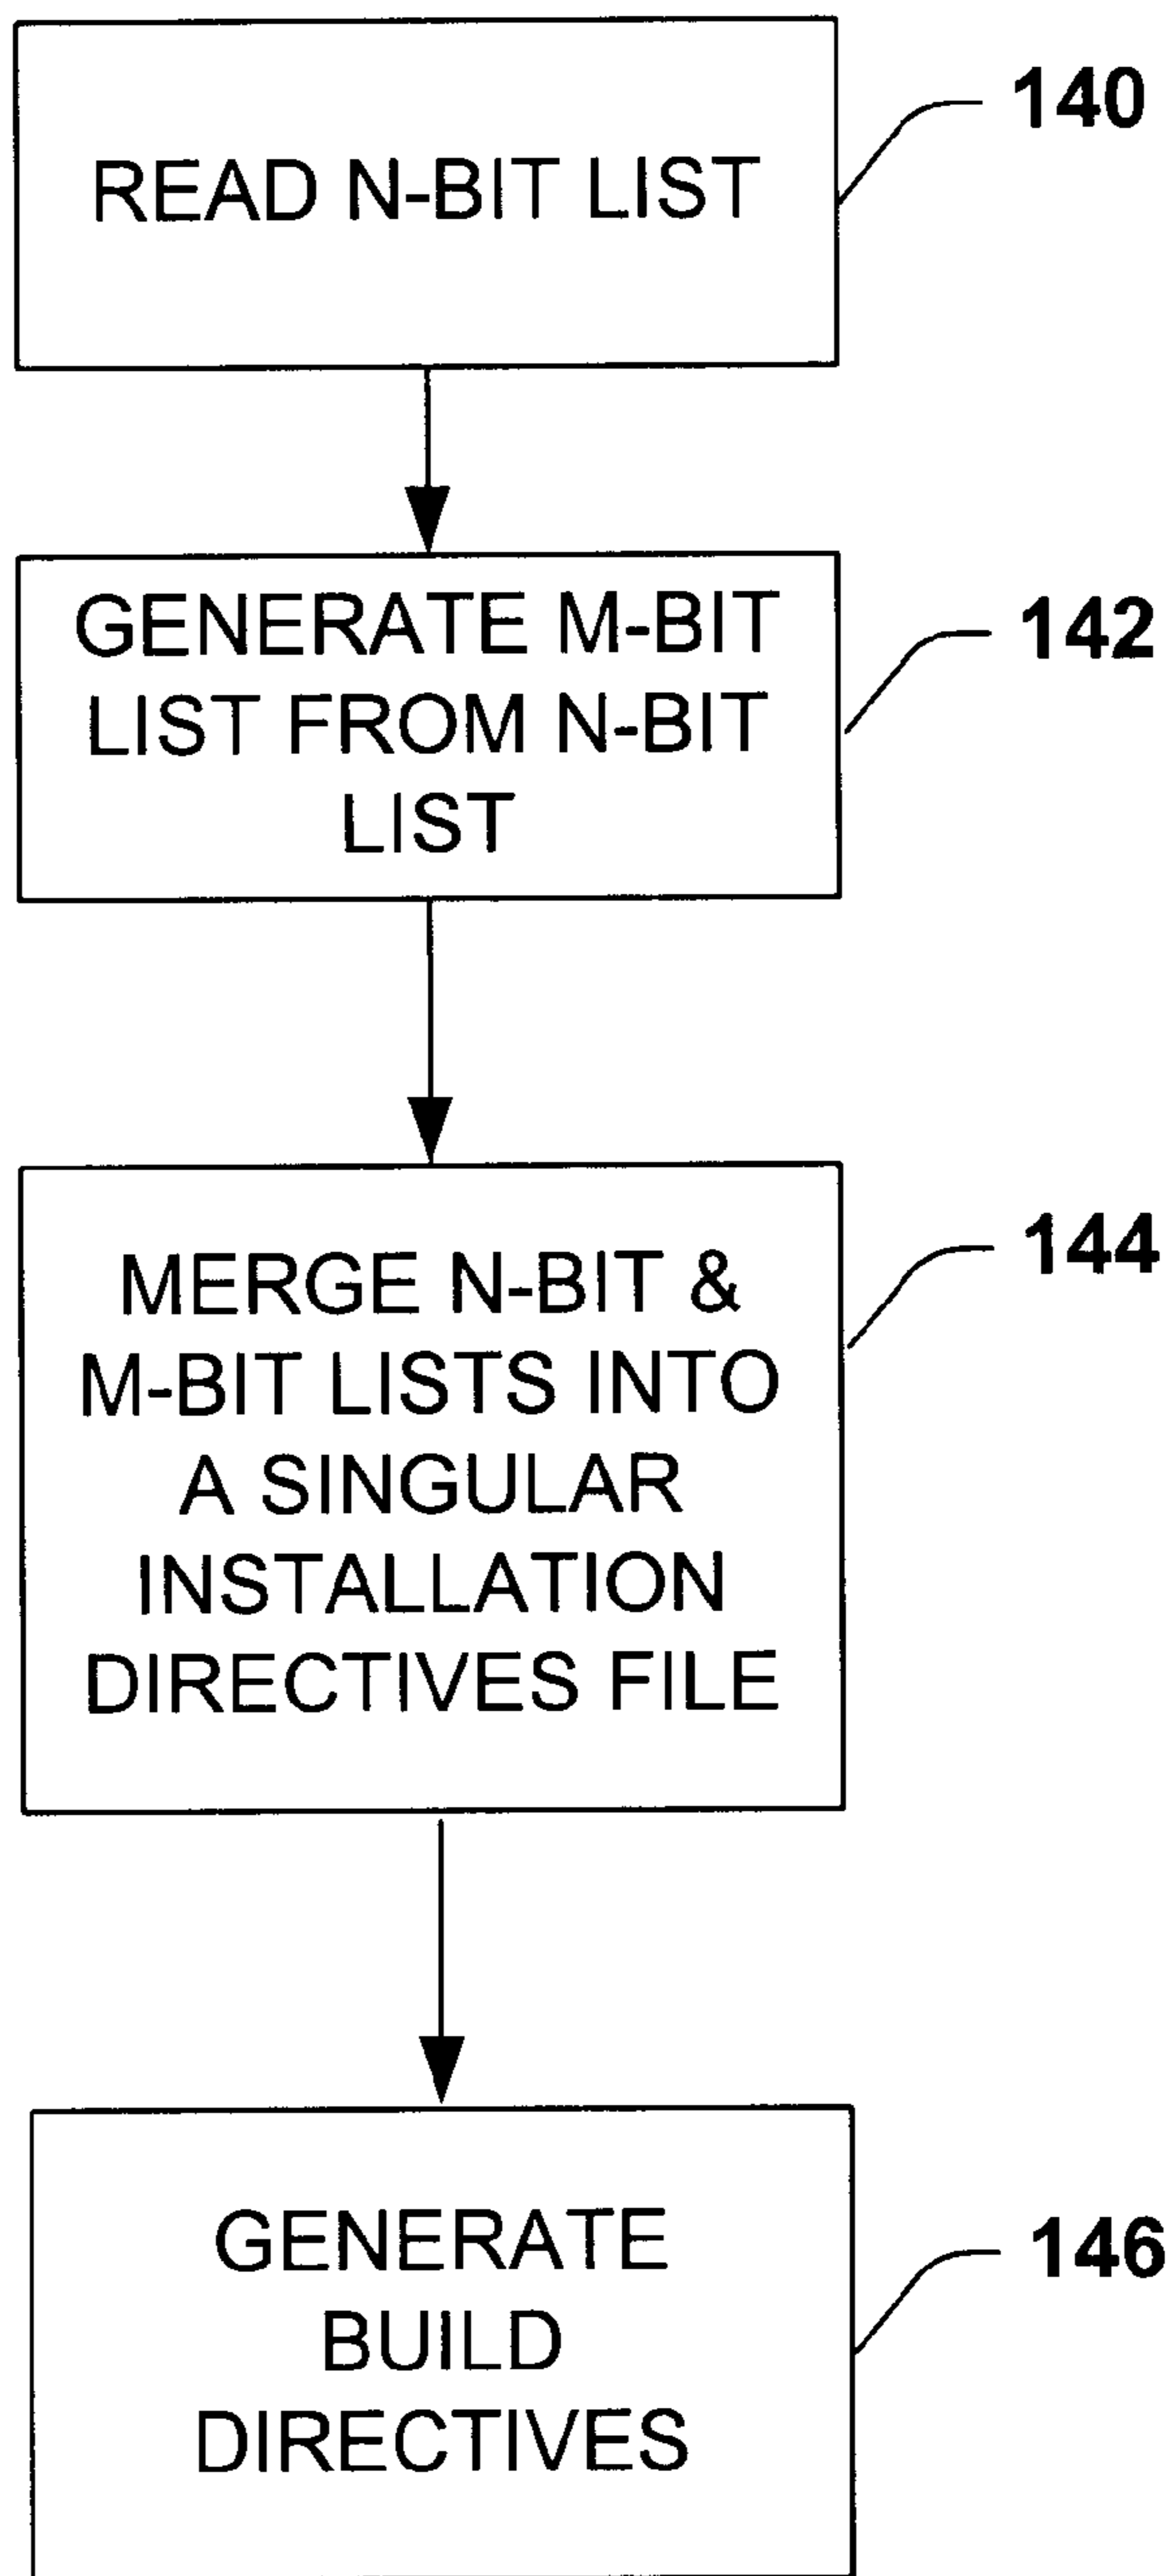 READ N-BIT LIST
140
GENERATE M-BIT
LIST FROM N-BIT
LIST
142
MERGE N-BIT &
M-BIT LISTS INTO
A SINGULAR
INSTALLATION
DIRECTIVES FILE
144
GENERATE
BUILD
DIRECTIVES
146